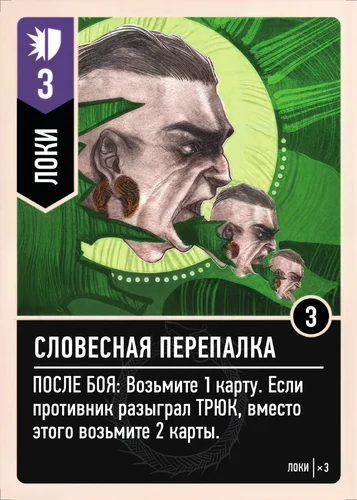 3
ЛОКИ
3
СЛОВЕСНАЯ ПЕРЕПАЛКА
ПОСЛЕ БОЯ: Возьмите 1 карту. Если
противник разыграл ТРЮК, вместо
этого возьмите 2 карты.
ЛОКИ | ×3